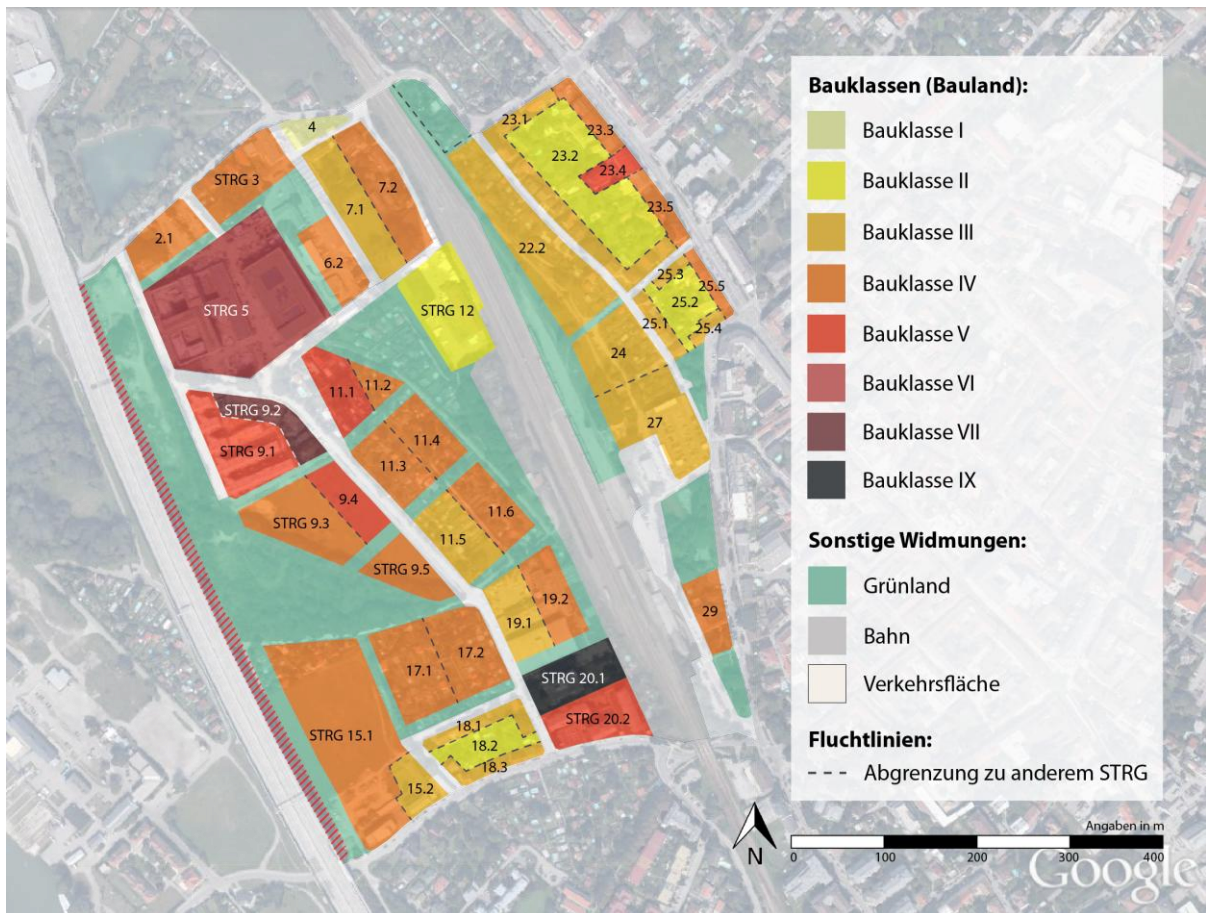 4
23.1
23.3
23.2
STRG 3
23.4
7.2
7.1
23.5
2.1
22.2
6.2
25.3
25.5
25.2
STRG 5
STRG 12
25.1
25.4
24
11.1
11.2
STRG 9.2
27
11.4
STRG 9.1
11.3
9.4
11.6
STRG 9.3
11.5
STRG 9.5
19.2
29
19.1
17.2
17.1
STRG 20.1
STRG 20.2
18.1
STRG 15.1
18.2
18.3
15.2
Bauklassen (Bauland):
Bauklasse I
Bauklasse II
Bauklasse III
Bauklasse IV
Bauklasse V
Bauklasse VI
Bauklasse VII
Bauklasse IX
Sonstige Widmungen:
Grünland
Bahn
Verkehrsfläche
Fluchtlinien:
Abgrenzung zu anderem STRG
N
Angaben in m
0 100 200 300 400
Google